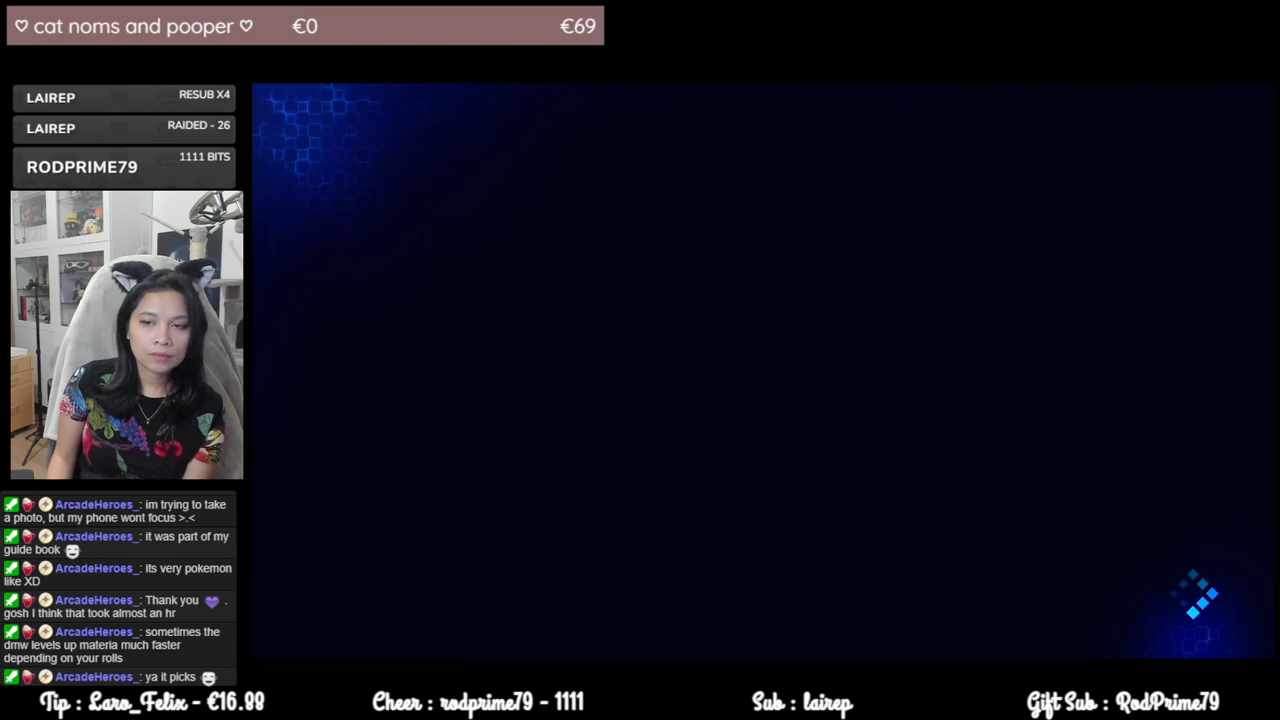 ♡ cat noms and pooper ♡ €0 €69
LAIREP RESUB X4
LAIREP RAIDED - 26
RODPRIME79 1111 BITS
ArcadeHeroes_: im trying to take
a photo, but my phone wont focus >.<
ArcadeHeroes_: it was part of my
guide book
ArcadeHeroes_: its very pokemon
like XD
ArcadeHeroes_: Thank you 💜 .
gosh I think that took almost an hr
ArcadeHeroes_: sometimes the
dmw levels up materia much faster
depending on your rolls
ArcadeHeroes_: ya it picks
Tip : Laro_Felix - €16.88 Cheer : rodprime79 - 1111 Sub : lairep Gift Sub : RodPrime79